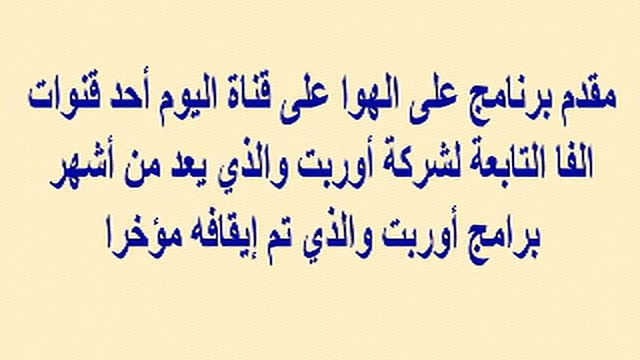 مقدم برنامج على الهوا على قناة اليوم أحد قنوات
الفا التابعة لشركة أوربت والذي يعد من أشهر
برامج أوربت والذي تم إيقافه مؤخرا